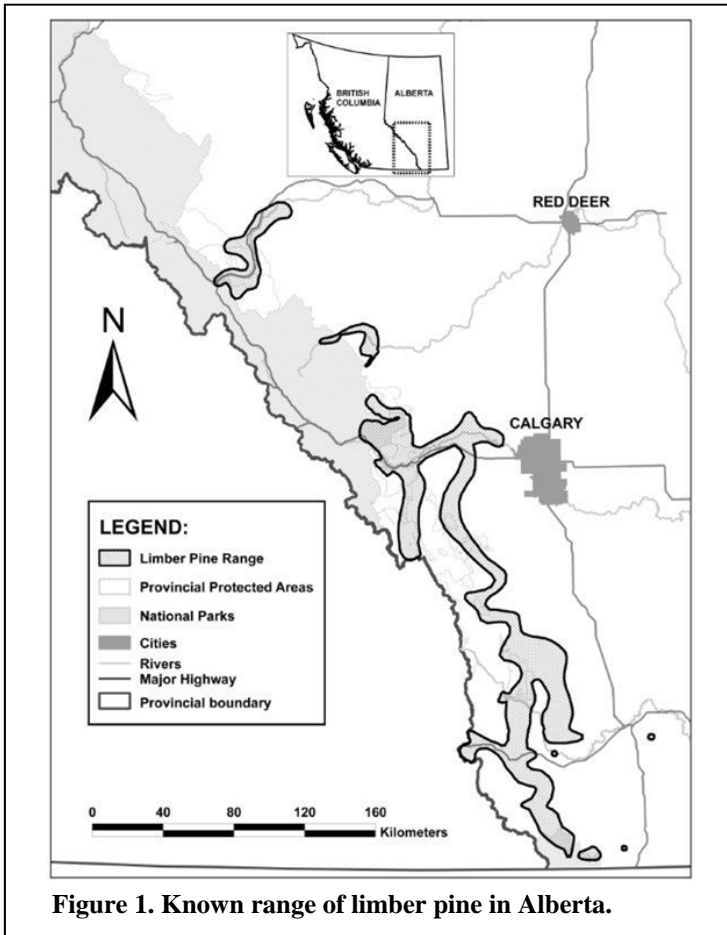 BRITISH
COLUMBIA
ALBERTA
RED DEER
N
CALGARY
LEGEND:
Limber Pine Range
Provincial Protected Areas
National Parks
Cities
Rivers
Major Highway
Provincial boundary
0 40 80 120 160
Kilometers
Figure 1. Known range of limber pine in Alberta.